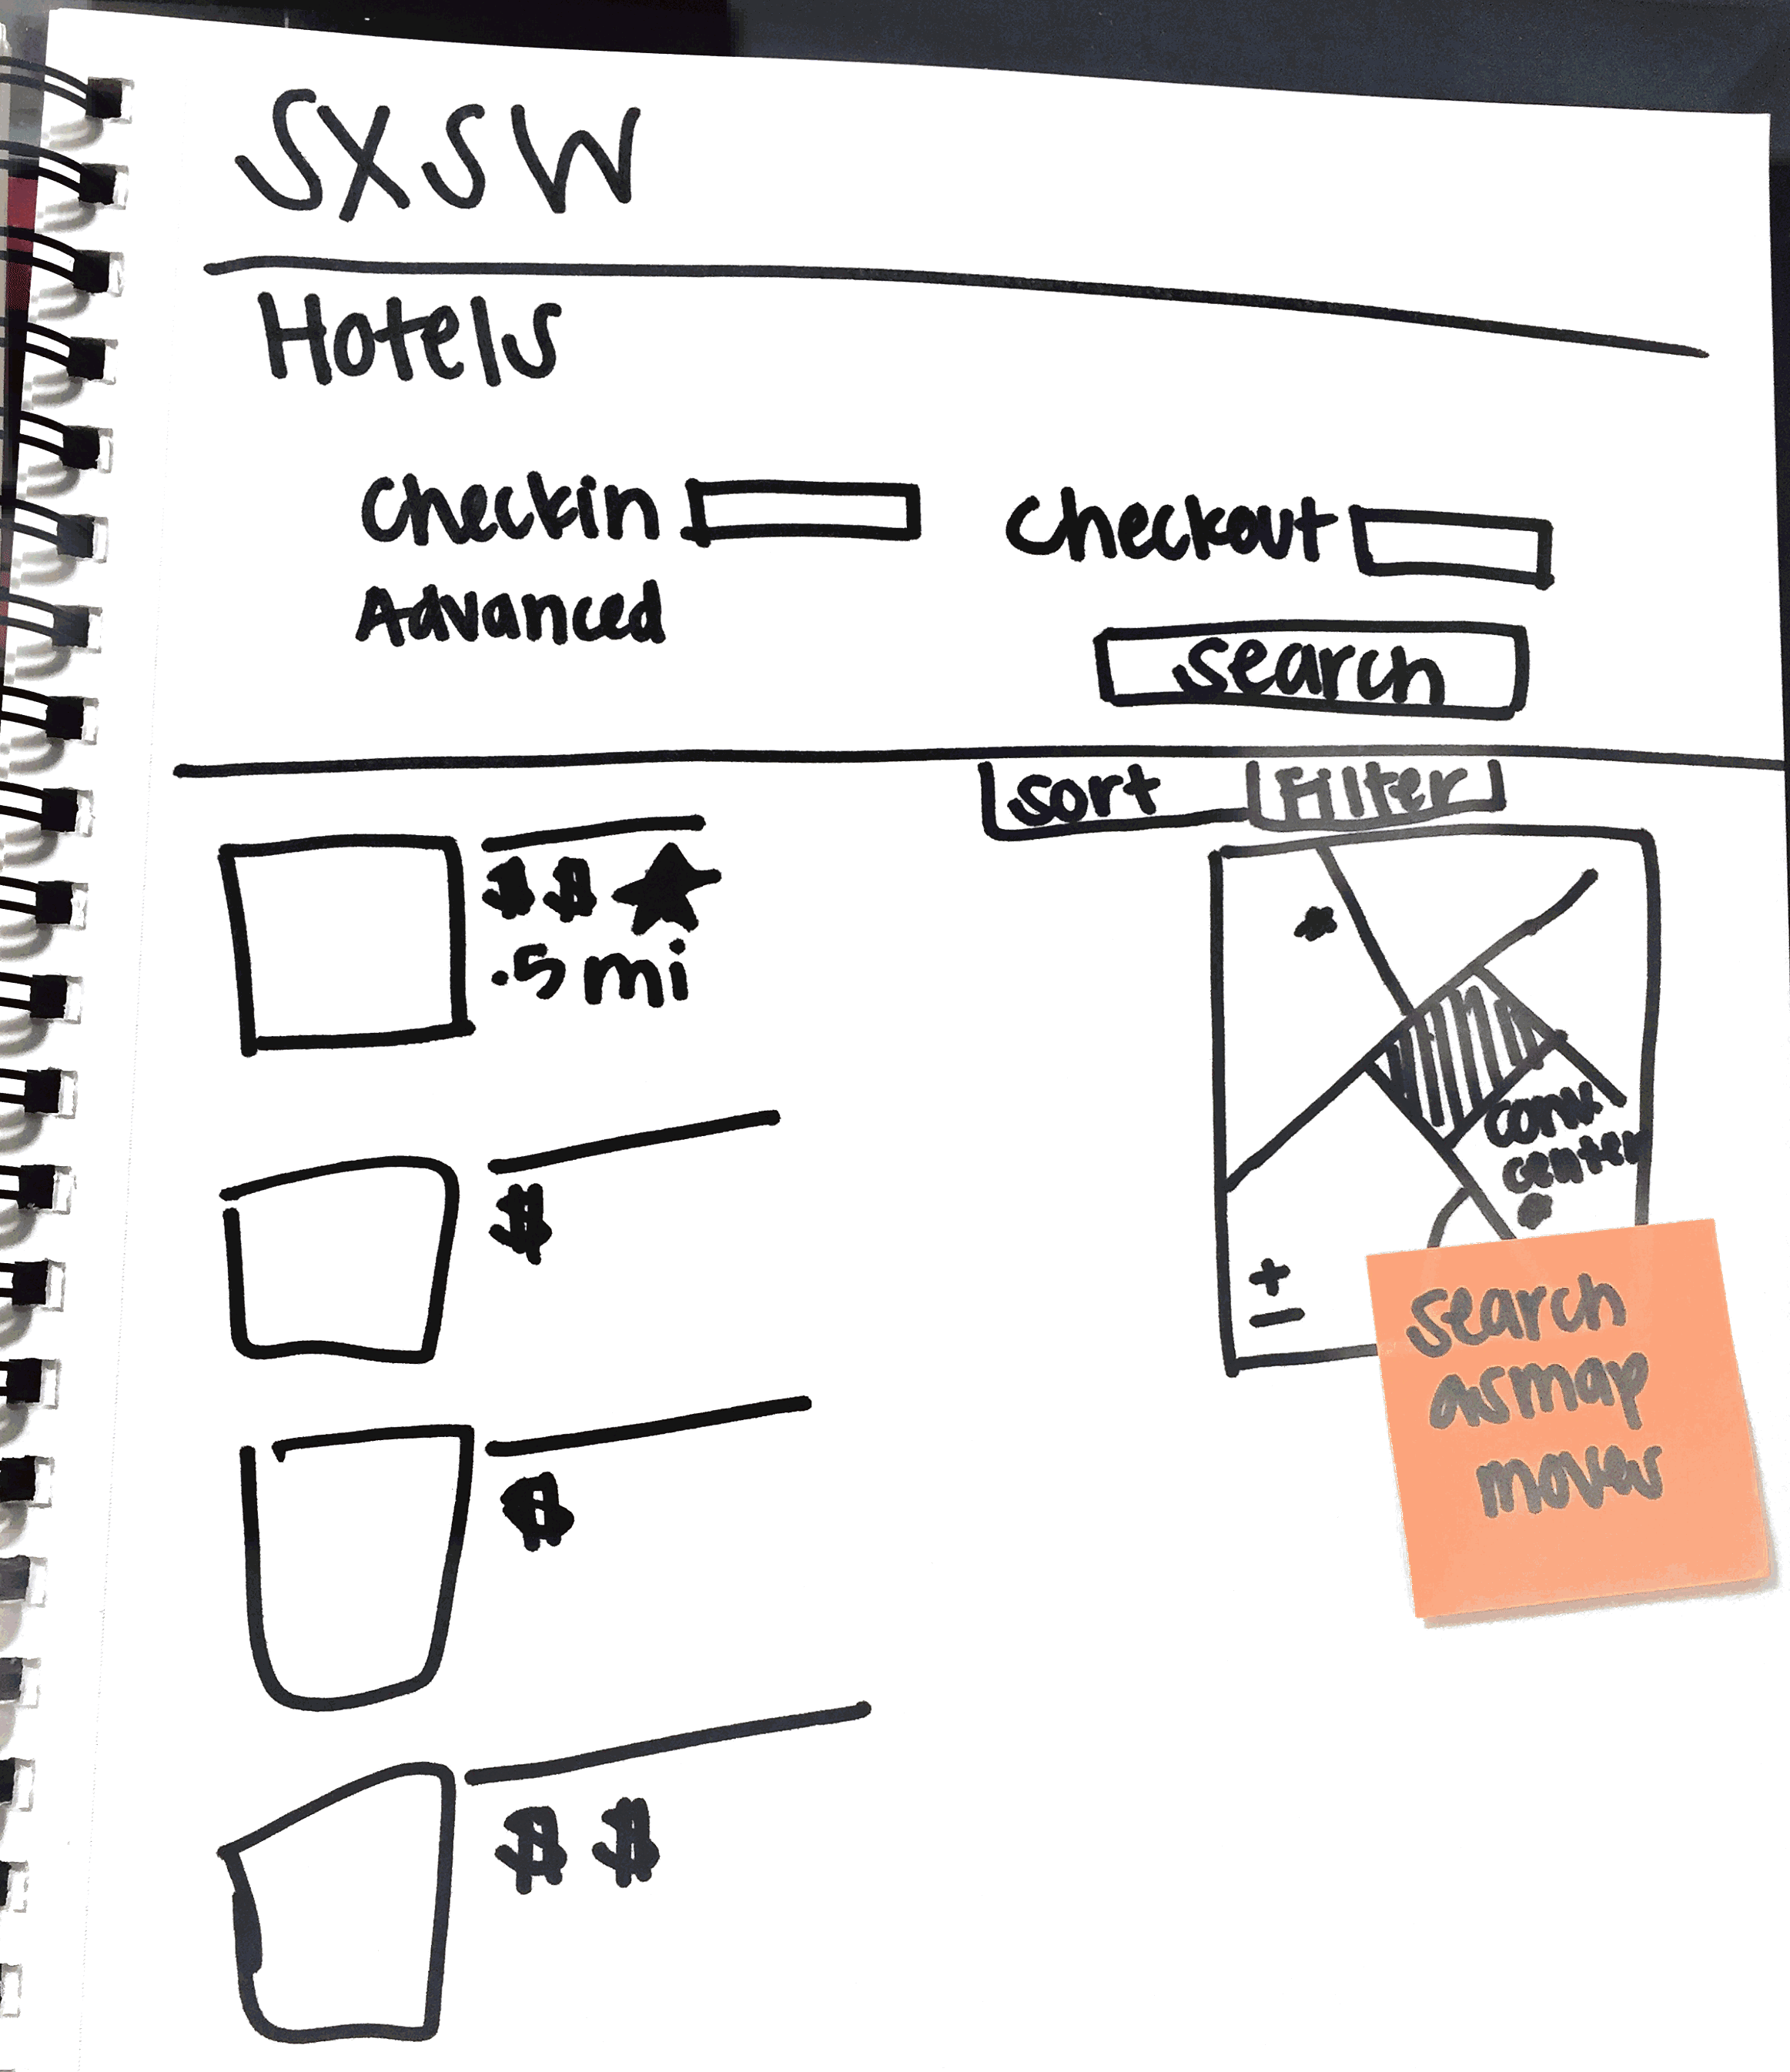 SXSW
Hotels
Checkin
Checkout
Advanced
search
sort
Filter
$$★
.5 mi
$
$
$$
conv.
center
+
−
search
as map
moves